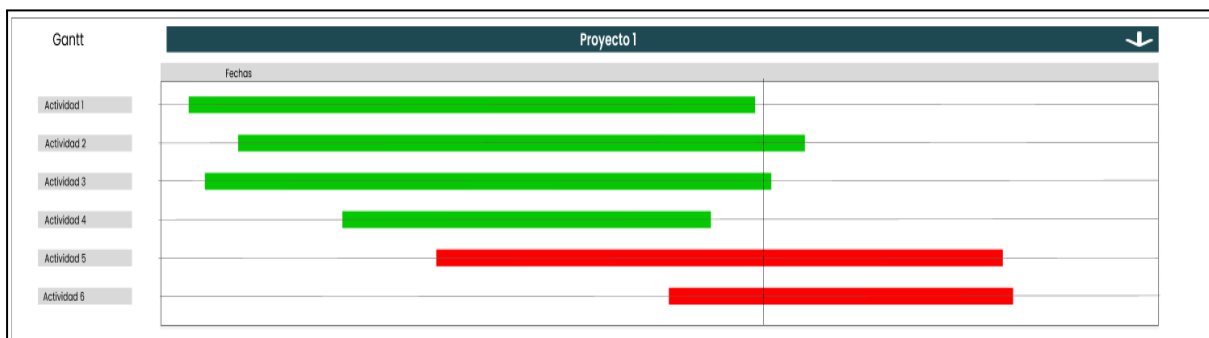 Gantt
Proyecto 1
Fechas
Actividad 1
Actividad 2
Actividad 3
Actividad 4
Actividad 5
Actividad 6